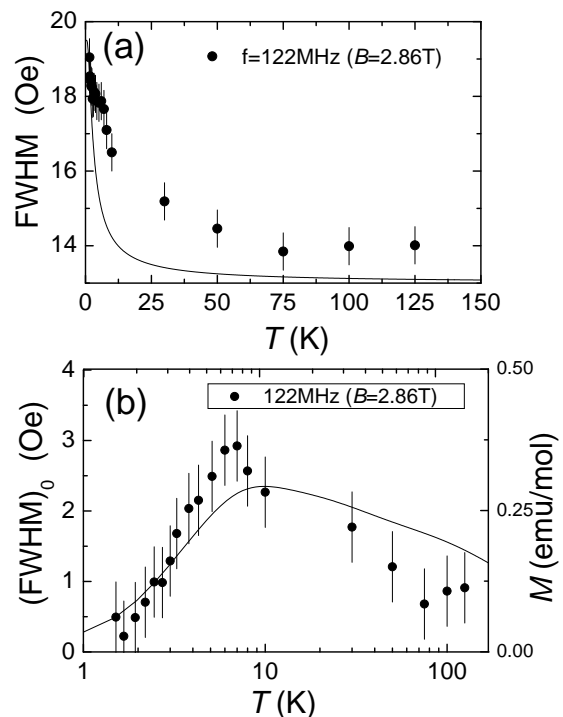 (a)
f=122MHz (B=2.86T)
FWHM (Oe)
20
18
16
14
0 25 50 75 100 125 150
T (K)
(b)
122MHz (B=2.86T)
(FWHM)₀ (Oe)
4
3
2
1
0
0.50
0.25
0.00
M (emu/mol)
1 10 100
T (K)